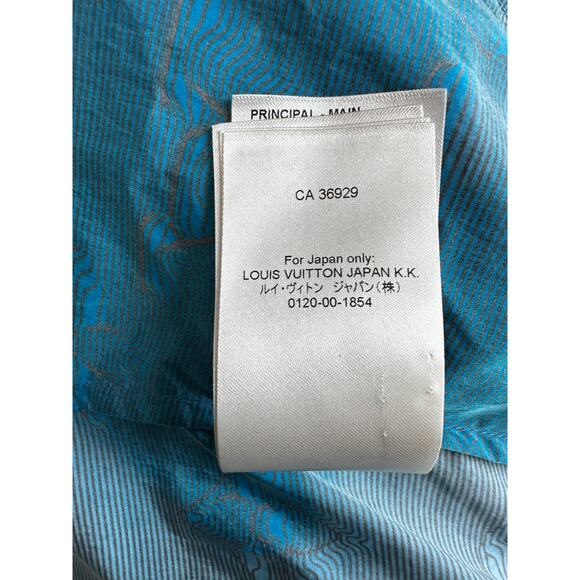 PRINCIPAL - MAIN
CA 36929
For Japan only:
LOUIS VUITTON JAPAN K.K.
ルイ・ヴィトン ジャパン(株)
0120-00-1854